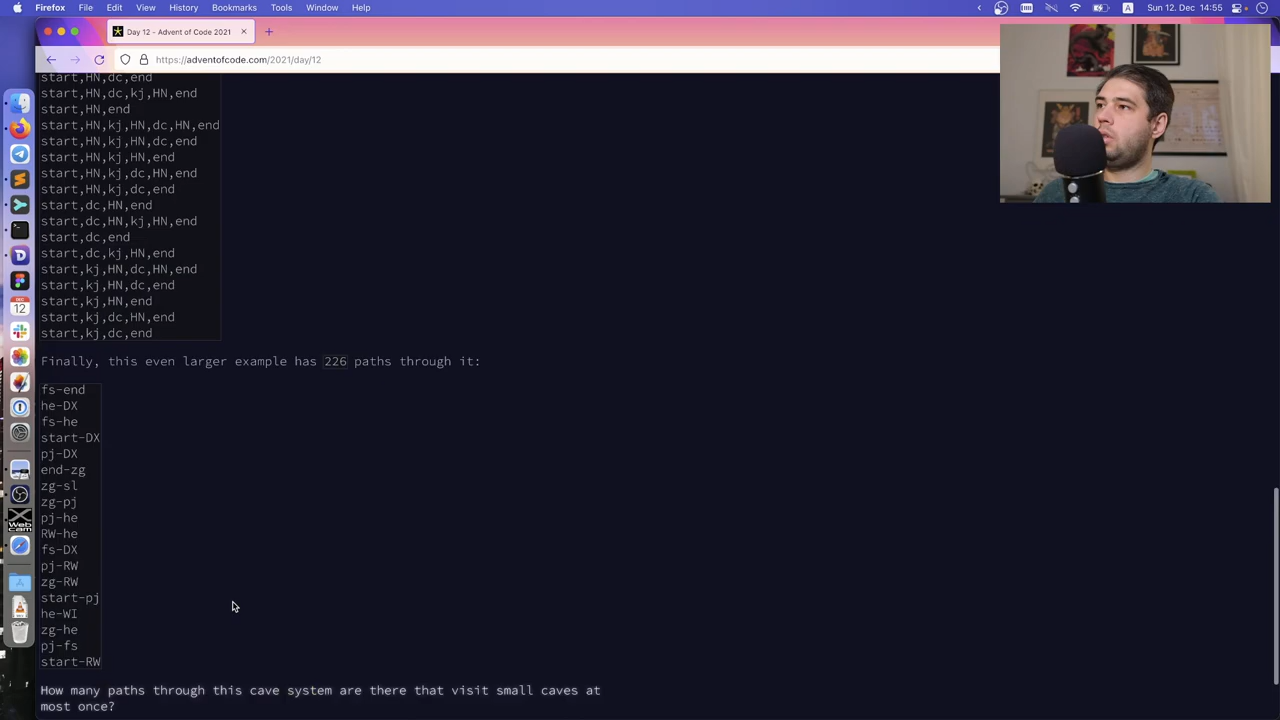 Firefox File Edit View History Bookmarks Tools Window Help A Sun 12. Dec 14:55
Day 12 - Advent of Code 2021
https://adventofcode.com/2021/day/12
start,HN,dc,end
start,HN,dc,kj,HN,end
start,HN,end
start,HN,kj,HN,dc,HN,end
start,HN,kj,HN,dc,end
start,HN,kj,HN,end
start,HN,kj,dc,HN,end
start,HN,kj,dc,end
start,dc,HN,end
start,dc,HN,kj,HN,end
start,dc,end
start,dc,kj,HN,end
start,kj,HN,dc,HN,end
start,kj,HN,dc,end
start,kj,HN,end
start,kj,dc,HN,end
start,kj,dc,end
Finally, this even larger example has 226 paths through it:
fs-end
he-DX
fs-he
start-DX
pj-DX
end-zg
zg-sl
zg-pj
pj-he
RW-he
fs-DX
pj-RW
zg-RW
start-pj
he-WI
zg-he
pj-fs
start-RW
How many paths through this cave system are there that visit small caves at
most once?
DEC
12
X
Webcam